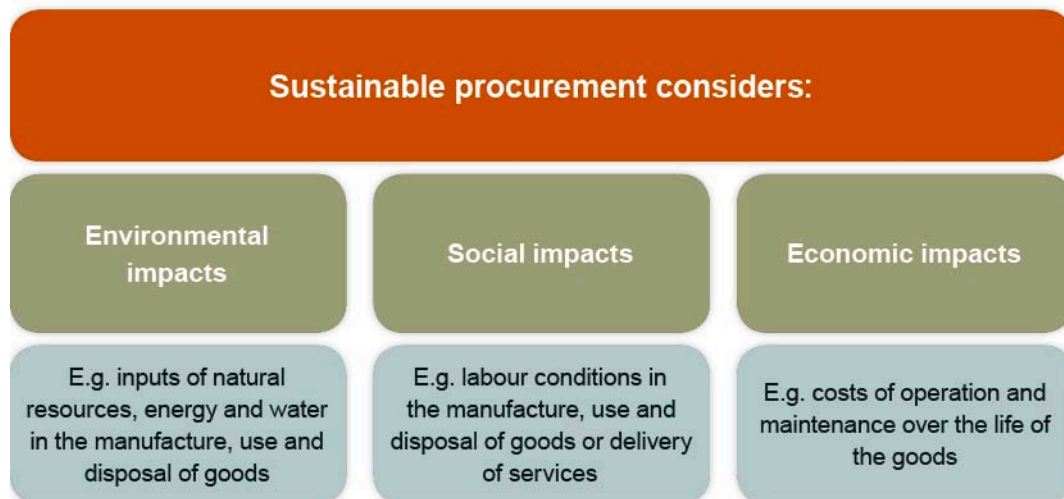 Sustainable procurement considers:
Environmental
impacts
Social impacts
Economic impacts
E.g. inputs of natural
resources, energy and water
in the manufacture, use and
disposal of goods
E.g. labour conditions in
the manufacture, use and
disposal of goods or delivery
of services
E.g. costs of operation and
maintenance over the life of
the goods